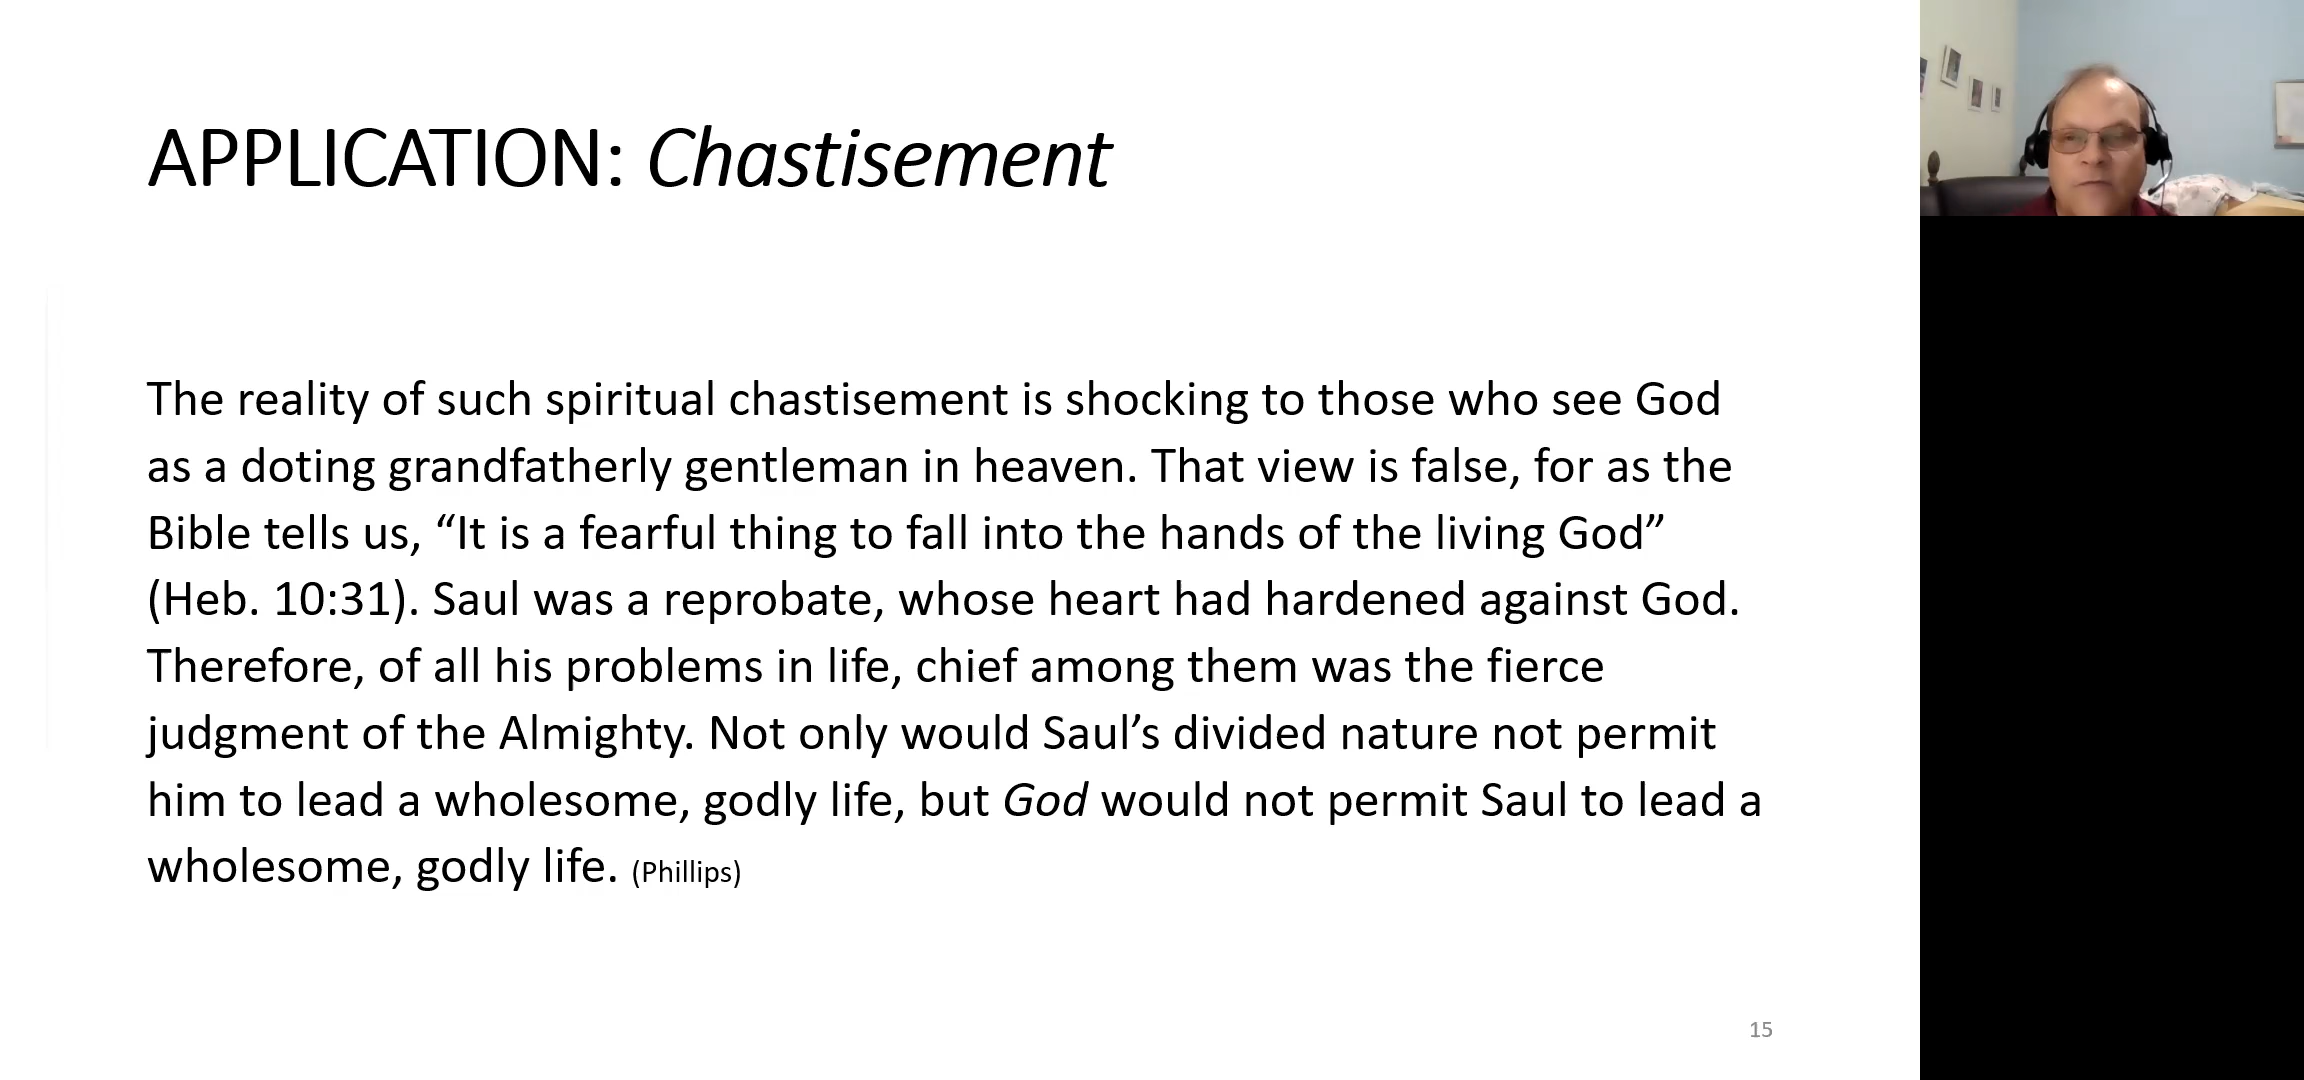 APPLICATION: Chastisement
The reality of such spiritual chastisement is shocking to those who see God
as a doting grandfatherly gentleman in heaven. That view is false, for as the
Bible tells us, “It is a fearful thing to fall into the hands of the living God”
(Heb. 10:31). Saul was a reprobate, whose heart had hardened against God.
Therefore, of all his problems in life, chief among them was the fierce
judgment of the Almighty. Not only would Saul’s divided nature not permit
him to lead a wholesome, godly life, but God would not permit Saul to lead a
wholesome, godly life. (Phillips)
15